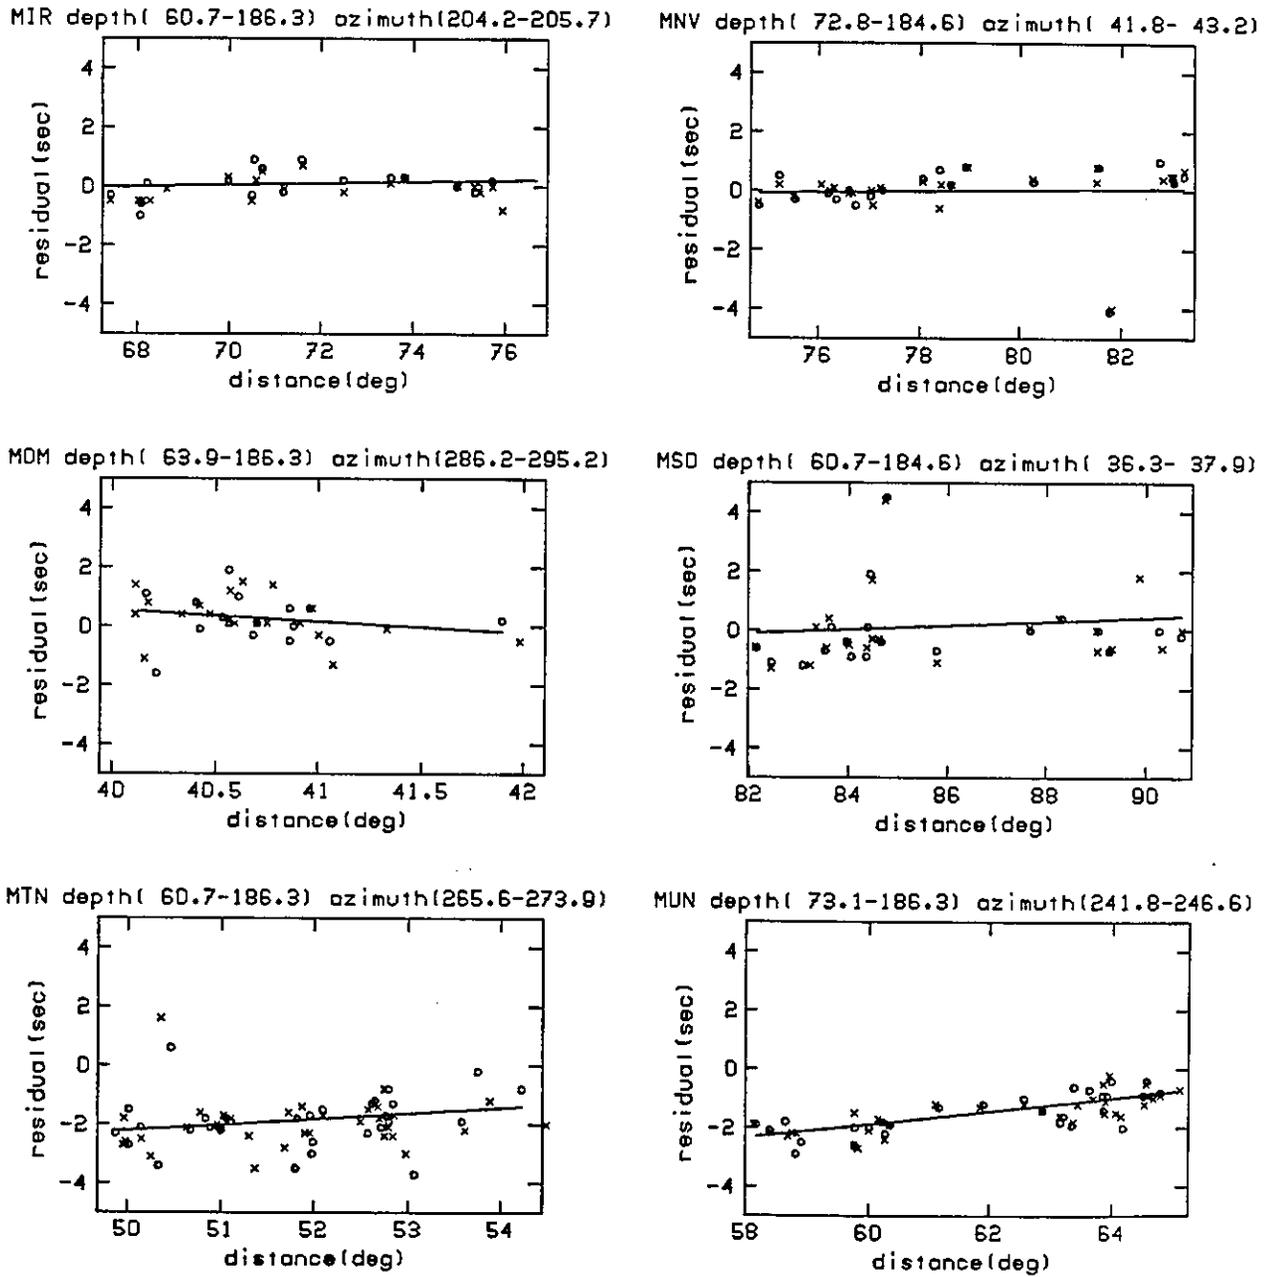 MIR depth( 60.7-186.3) azimuth(204.2-205.7)
4
2
0
-2
-4
residual(sec)
68 70 72 74 76
distance(deg)
MNV depth( 72.8-184.6) azimuth( 41.8- 43.2)
4
2
0
-2
-4
residual(sec)
76 78 80 82
distance(deg)
MOM depth( 63.9-186.3) azimuth(286.2-295.2)
4
2
0
-2
-4
residual(sec)
40 40.5 41 41.5 42
distance(deg)
MSO depth( 60.7-184.6) azimuth( 36.3- 37.9)
4
2
0
-2
-4
residual(sec)
82 84 86 88 90
distance(deg)
MTN depth( 60.7-186.3) azimuth(265.6-273.9)
4
2
0
-2
-4
residual(sec)
50 51 52 53 54
distance(deg)
MUN depth( 73.1-186.3) azimuth(241.8-246.6)
4
2
0
-2
-4
residual(sec)
58 60 62 64
distance(deg)